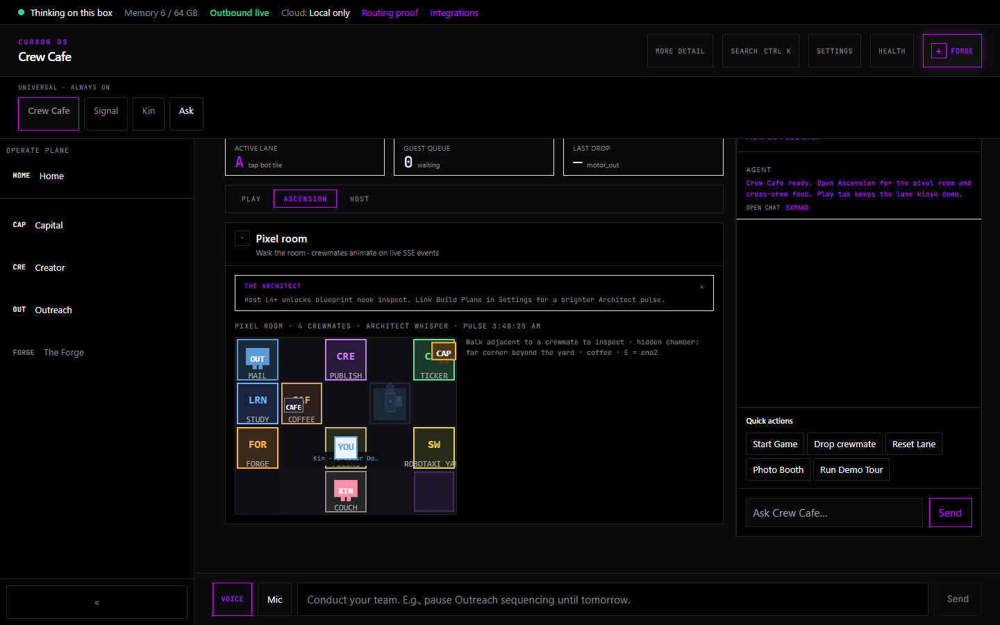 Thinking on this box Memory 6 / 64 GB Outbound live Cloud: Local only Routing proof Integrations
CURXOR OS
Crew Cafe
MORE DETAIL SEARCH CTRL K SETTINGS HEALTH + FORGE
UNIVERSAL · ALWAYS ON
Crew Cafe Signal Kin Ask
OPERATE PLANE
HOME Home
CAP Capital
CRE Creator
OUT Outreach
FORGE The Forge
«
ACTIVE LANE
A tap bot tile
GUEST QUEUE
0 waiting
LAST DROP
— motor_out
PLAY ASCENSION HOST
- Pixel room
Walk the room · crewmates animate on live SSE events
THE ARCHITECT ×
Host L4+ unlocks blueprint nook inspect. Link Build Plane in Settings for a brighter Architect pulse.
PIXEL ROOM · 4 CREWMATES · ARCHITECT WHISPER · PULSE 3:48:25 AM
OUT CRE CAP
MAIL PUBLISH TICKER
LRN CAFE
STUDY COFFEE
FOR YOU SW
Kin
FORGE ROBOTAXI
KIN
COUCH
Walk adjacent to a crewmate to inspect · hidden chamber:
far corner beyond the yard · coffee · E = eno2
AGENT
Crew Cafe ready. Open Ascension for the pixel room and
cross-crew feed. Play tab keeps the lane kiosk demo.
OPEN CHAT EXPAND
Quick actions
Start Game Drop crewmate Reset Lane
Photo Booth Run Demo Tour
Ask Crew Cafe... Send
VOICE Mic Conduct your team. E.g., pause Outreach sequencing until tomorrow. Send